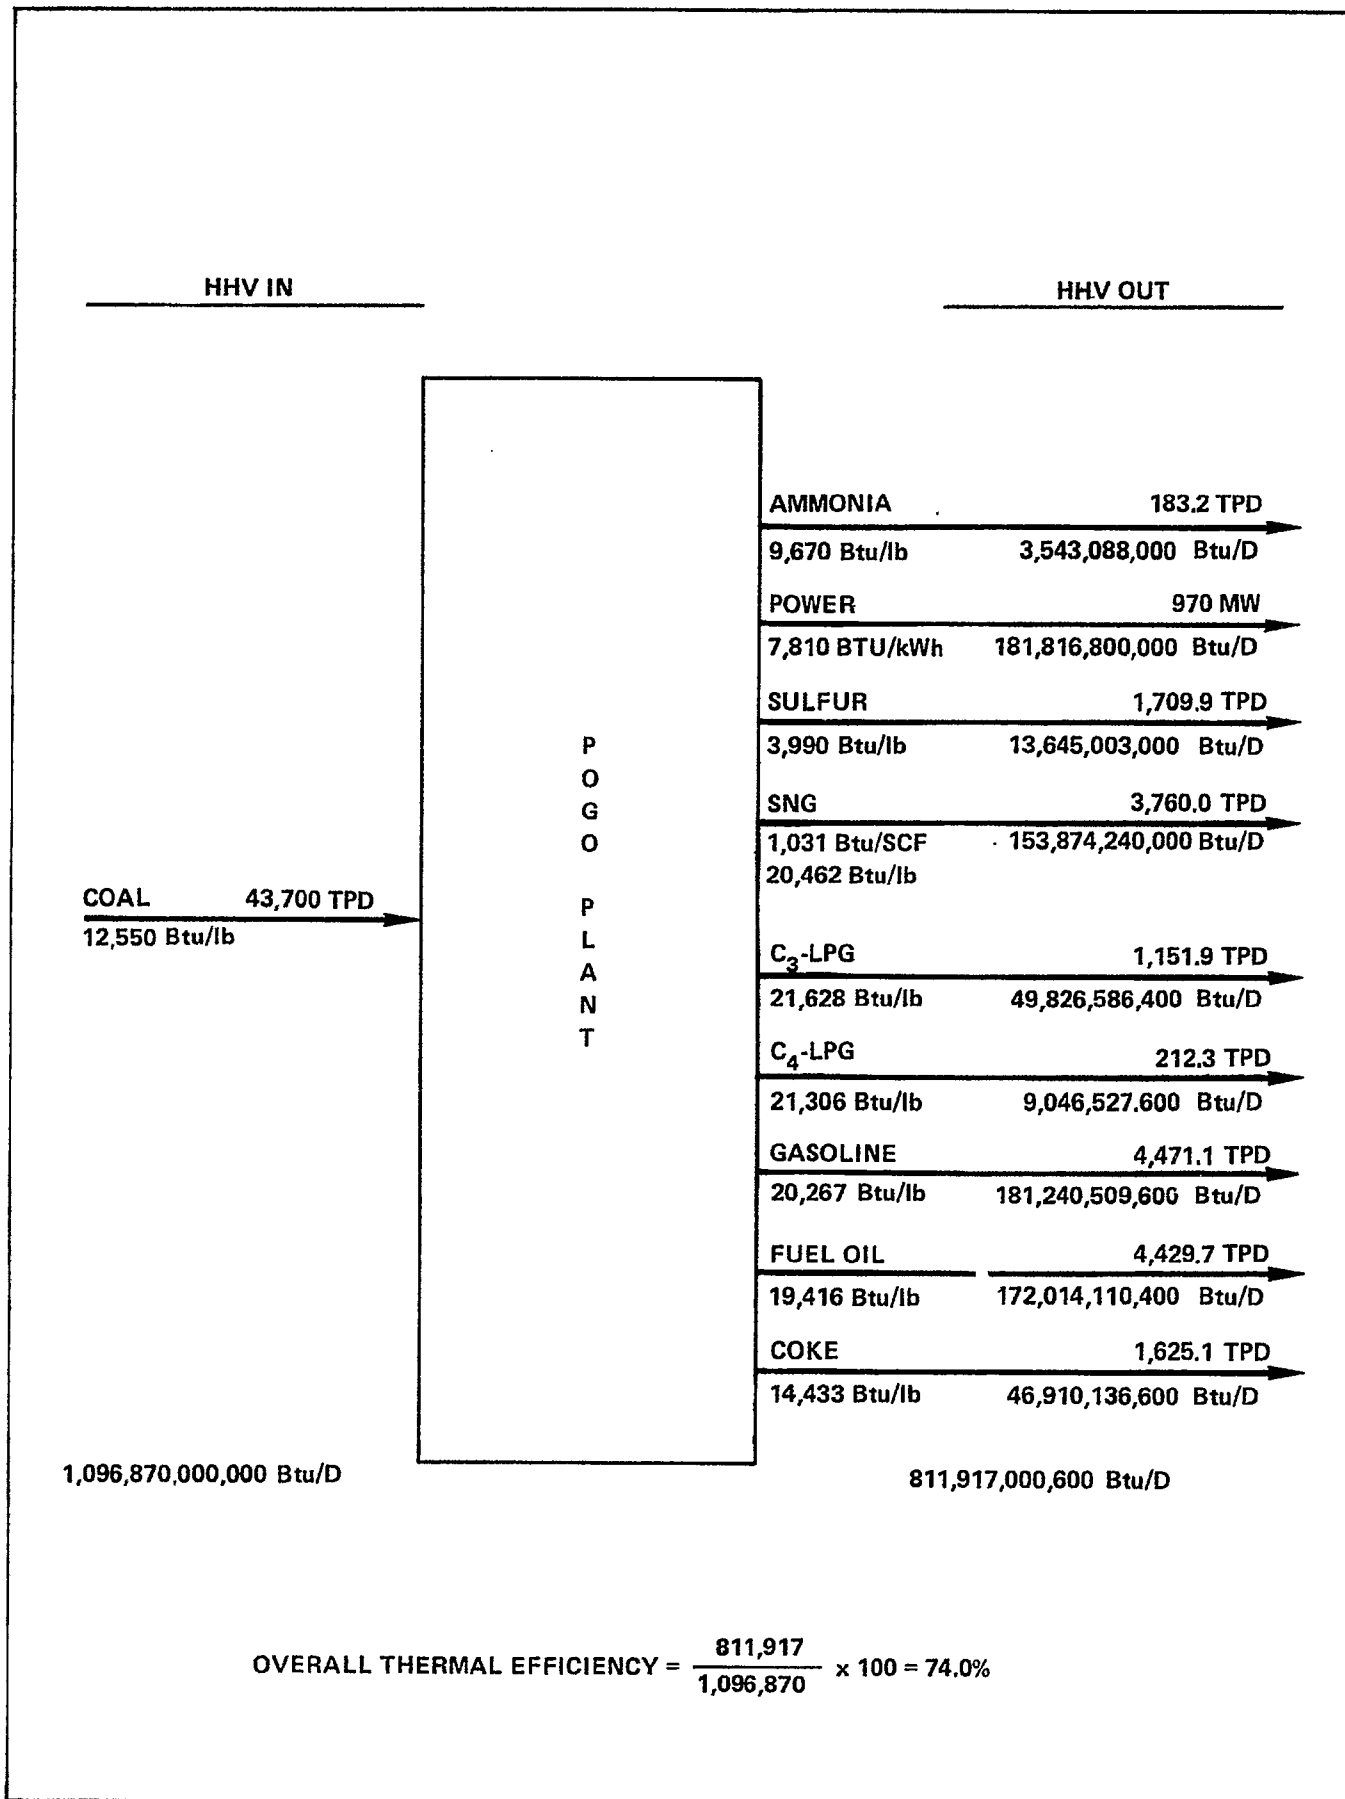 HHV IN
HHV OUT
AMMONIA 183.2 TPD
9,670 Btu/lb 3,543,088,000 Btu/D
POWER 970 MW
7,810 BTU/kWh 181,816,800,000 Btu/D
SULFUR 1,709.9 TPD
3,990 Btu/lb 13,645,003,000 Btu/D
SNG 3,760.0 TPD
1,031 Btu/SCF 153,874,240,000 Btu/D
20,462 Btu/lb
COAL 43,700 TPD
12,550 Btu/lb
P
O
G
O
P
L
A
N
T
C3-LPG 1,151.9 TPD
21,628 Btu/lb 49,826,586,400 Btu/D
C4-LPG 212.3 TPD
21,306 Btu/lb 9,046,527.600 Btu/D
GASOLINE 4,471.1 TPD
20,267 Btu/lb 181,240,509,600 Btu/D
FUEL OIL 4,429.7 TPD
19,416 Btu/lb 172,014,110,400 Btu/D
COKE 1,625.1 TPD
14,433 Btu/lb 46,910,136,600 Btu/D
1,096,870,000,000 Btu/D
811,917,000,600 Btu/D
OVERALL THERMAL EFFICIENCY = 811,917 / 1,096,870 x 100 = 74.0%